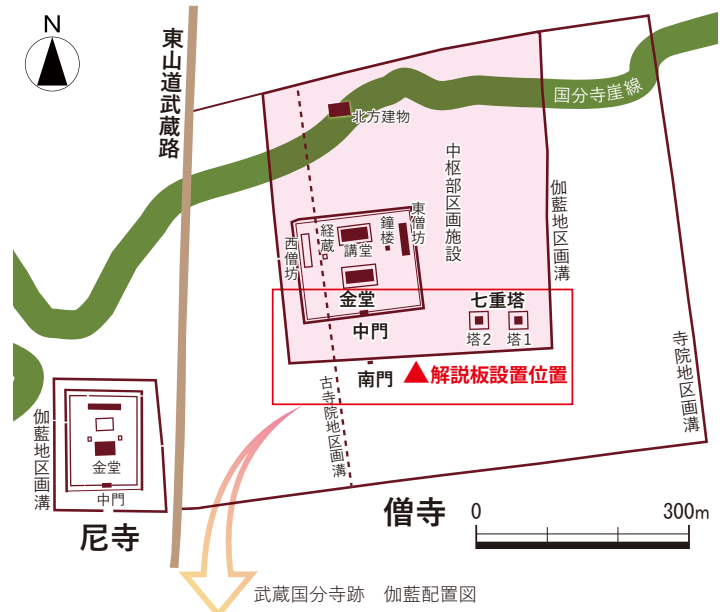 N
東山道武蔵路
国分寺崖線
北方建物
中枢部区画施設
伽藍地区画溝
東僧坊
鐘楼
講堂
経蔵
西僧坊
金堂
中門
七重塔
塔2
塔1
南門
▲解説板設置位置
古寺院地区画溝
寺院地区画溝
伽藍地区画溝
金堂
中門
尼寺
僧寺
0
300m
武蔵国分寺跡　伽藍配置図